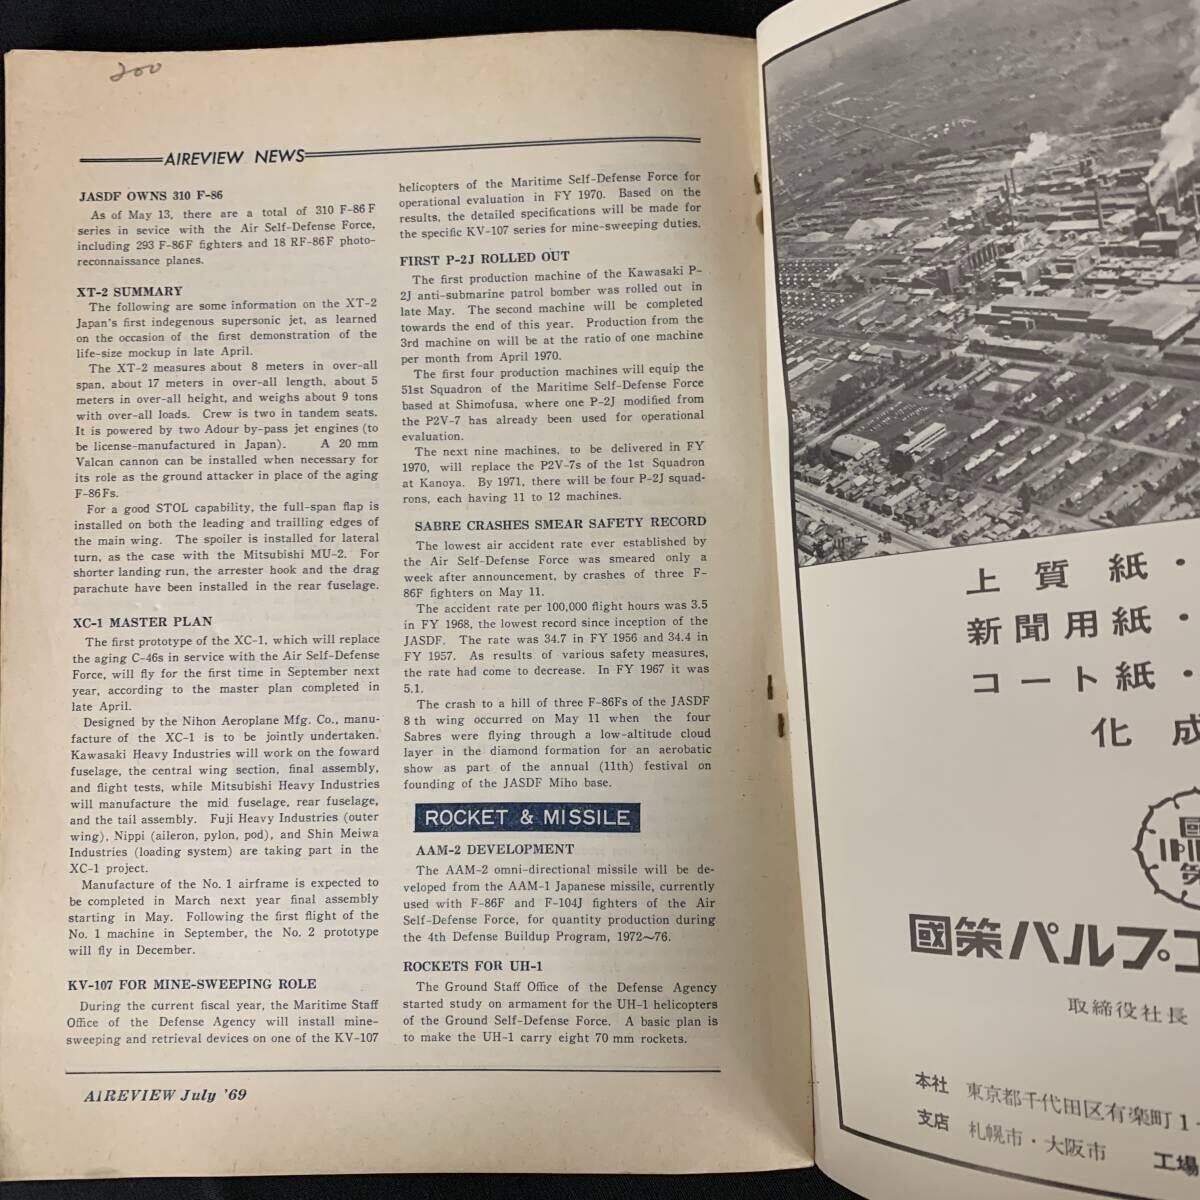 200
AIREVIEW NEWS
JASDF OWNS 310 F-86
As of May 13, there are a total of 310 F-86F
series in sevice with the Air Self-Defense Force,
including 293 F-86F fighters and 18 RF-86F photo-
reconnaissance planes.
XT-2 SUMMARY
The following are some information on the XT-2
Japan's first indegenous supersonic jet, as learned
on the occasion of the first demonstration of the
life-size mockup in late April.
The XT-2 measures about 8 meters in over-all
span, about 17 meters in over-all length, about 5
meters in over-all height, and weighs about 9 tons
with over-all loads. Crew is two in tandem seats.
It is powered by two Adour by-pass jet engines (to
be license-manufactured in Japan). A 20 mm
Valcan cannon can be installed when necessary for
its role as the ground attacker in place of the aging
F-86Fs.
For a good STOL capability, the full-span flap is
installed on both the leading and trailling edges of
the main wing. The spoiler is installed for lateral
turn, as the case with the Mitsubishi MU-2. For
shorter landing run, the arrester hook and the drag
parachute have been installed in the rear fuselage.
XC-1 MASTER PLAN
The first prototype of the XC-1, which will replace
the aging C-46s in service with the Air Self-Defense
Force, will fly for the first time in September next
year, according to the master plan completed in
late April.
Designed by the Nihon Aeroplane Mfg. Co., manu-
facture of the XC-1 is to be jointly undertaken.
Kawasaki Heavy Industries will work on the foward
fuselage, the central wing section, final assembly,
and flight tests, while Mitsubishi Heavy Industries
will manufacture the mid fuselage, rear fuselage,
and the tail assembly. Fuji Heavy Industries (outer
wing), Nippi (aileron, pylon, pod), and Shin Meiwa
Industries (loading system) are taking part in the
XC-1 project.
Manufacture of the No. 1 airframe is expected to
be completed in March next year final assembly
starting in May. Following the first flight of the
No. 1 machine in September, the No. 2 prototype
will fly in December.
KV-107 FOR MINE-SWEEPING ROLE
During the current fiscal year, the Maritime Staff
Office of the Defense Agency will install mine-
sweeping and retrieval devices on one of the KV-107
helicopters of the Maritime Self-Defense Force for
operational evaluation in FY 1970. Based on the
results, the detailed specifications will be made for
the specific KV-107 series for mine-sweeping duties.
FIRST P-2J ROLLED OUT
The first production machine of the Kawasaki P-
2J anti-submarine patrol bomber was rolled out in
late May. The second machine will be completed
towards the end of this year. Production from the
3rd machine on will be at the ratio of one machine
per month from April 1970.
The first four production machines will equip the
51st Squadron of the Maritime Self-Defense Force
based at Shimofusa, where one P-2J modified from
the P2V-7 has already been used for operational
evaluation.
The next nine machines, to be delivered in FY
1970, will replace the P2V-7s of the 1st Squadron
at Kanoya. By 1971, there will be four P-2J squad-
rons, each having 11 to 12 machines.
SABRE CRASHES SMEAR SAFETY RECORD
The lowest air accident rate ever established by
the Air Self-Defense Force was smeared only a
week after announcement, by crashes of three F-
86F fighters on May 11.
The accident rate per 100,000 flight hours was 3.5
in FY 1968, the lowest record since inception of the
JASDF. The rate was 34.7 in FY 1956 and 34.4 in
FY 1957. As results of various safety measures,
the rate had come to decrease. In FY 1967 it was
5.1.
The crash to a hill of three F-86Fs of the JASDF
8th wing occurred on May 11 when the four
Sabres were flying through a low-altitude cloud
layer in the diamond formation for an aerobatic
show as part of the annual (11th) festival on
founding of the JASDF Miho base.
ROCKET & MISSILE
AAM-2 DEVELOPMENT
The AAM-2 omni-directional missile will be de-
veloped from the AAM-1 Japanese missile, currently
used with F-86F and F-104J fighters of the Air
Self-Defense Force, for quantity production during
the 4th Defense Buildup Program, 1972～76.
ROCKETS FOR UH-1
The Ground Staff Office of the Defense Agency
started study on armament for the UH-1 helicopters
of the Ground Self-Defense Force. A basic plan is
to make the UH-1 carry eight 70 mm rockets.
AIREVIEW July '69
川工場
上質紙・
新聞用紙・
コート紙・
化成
國策パルプコ
取締役社長
本社 東京都千代田区有楽町1-
支店 札幌市・大阪市 工場